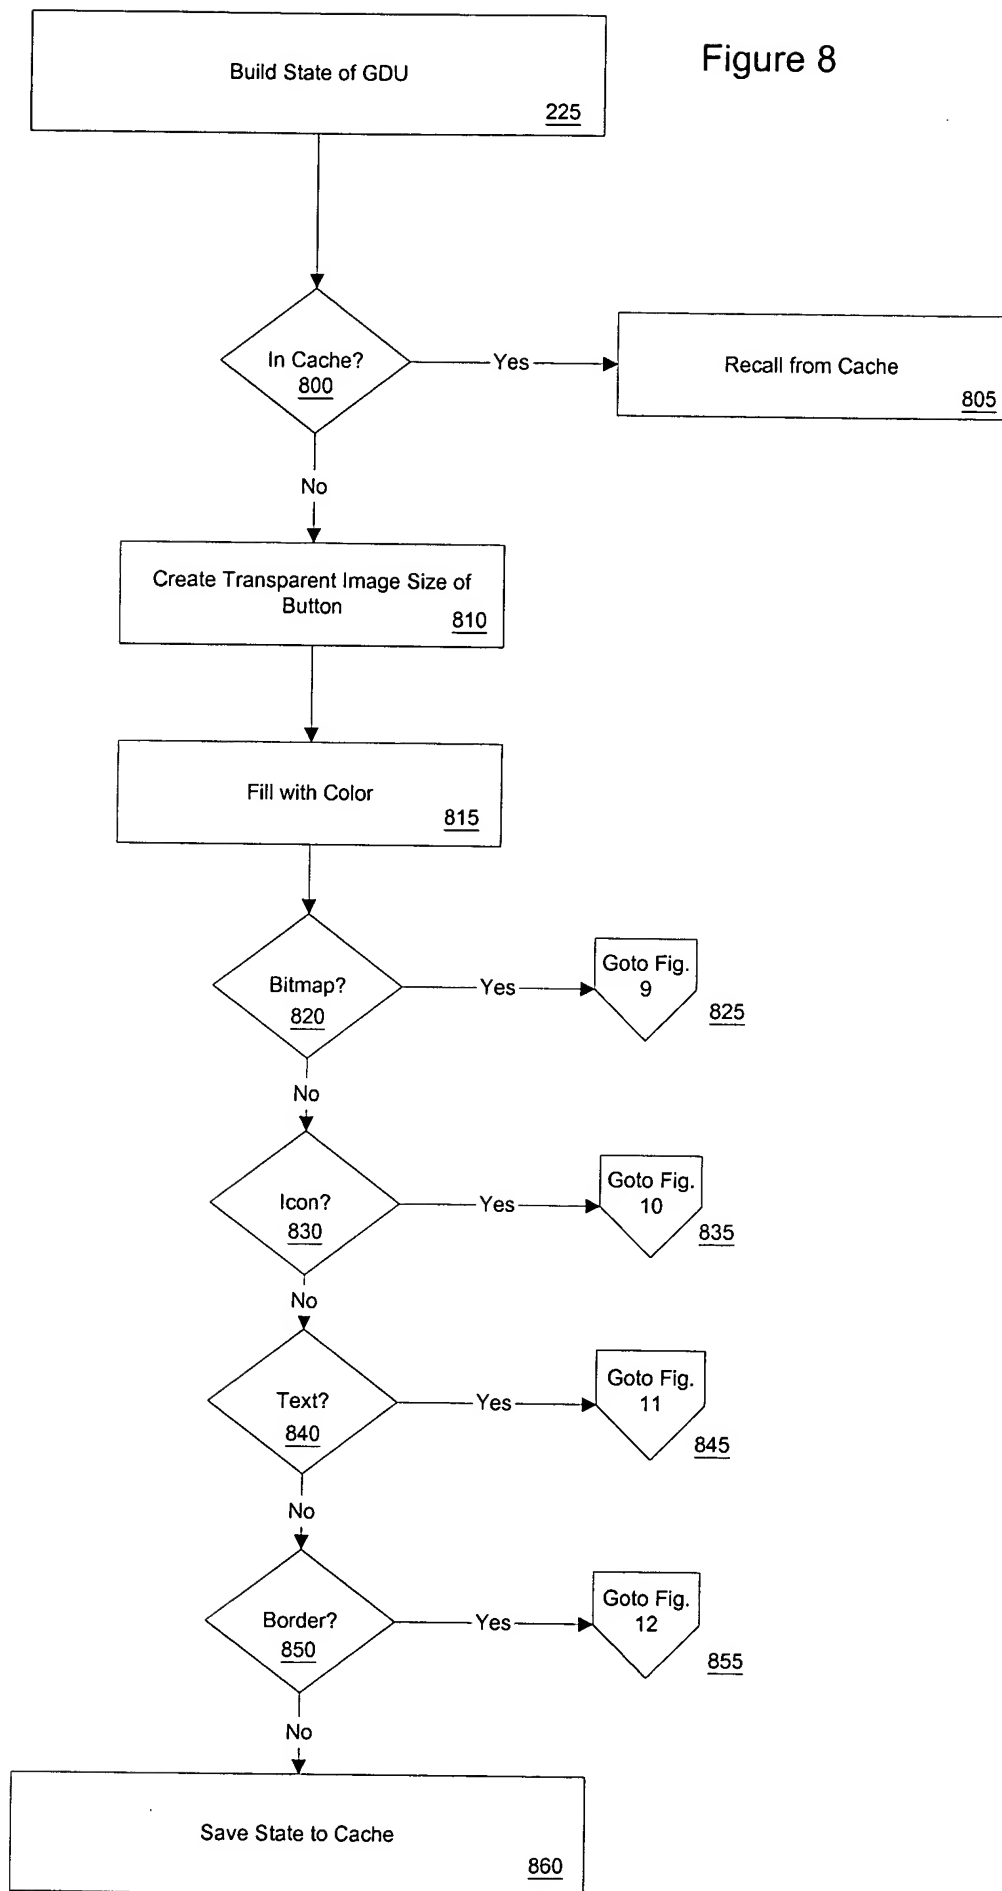 Figure 8
Build State of GDU
225
In Cache?
800
Yes
Recall from Cache
805
No
Create Transparent Image Size of
Button
810
Fill with Color
815
Bitmap?
820
Yes
Goto Fig.
9
825
No
Icon?
830
Yes
Goto Fig.
10
835
No
Text?
840
Yes
Goto Fig.
11
845
No
Border?
850
Yes
Goto Fig.
12
855
No
Save State to Cache
860